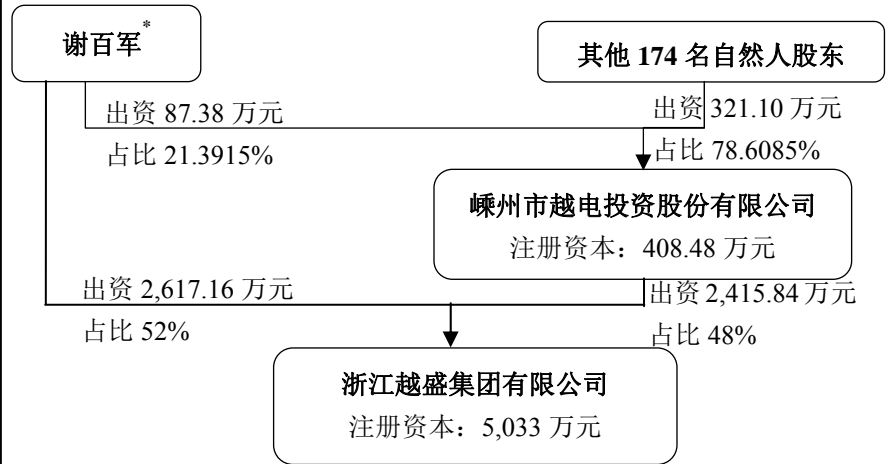 谢百军*
其他 174 名自然人股东
出资 87.38 万元
占比 21.3915%
出资 321.10 万元
占比 78.6085%
嵊州市越电投资股份有限公司
注册资本：408.48 万元
出资 2,617.16 万元
占比 52%
出资 2,415.84 万元
占比 48%
浙江越盛集团有限公司
注册资本：5,033 万元